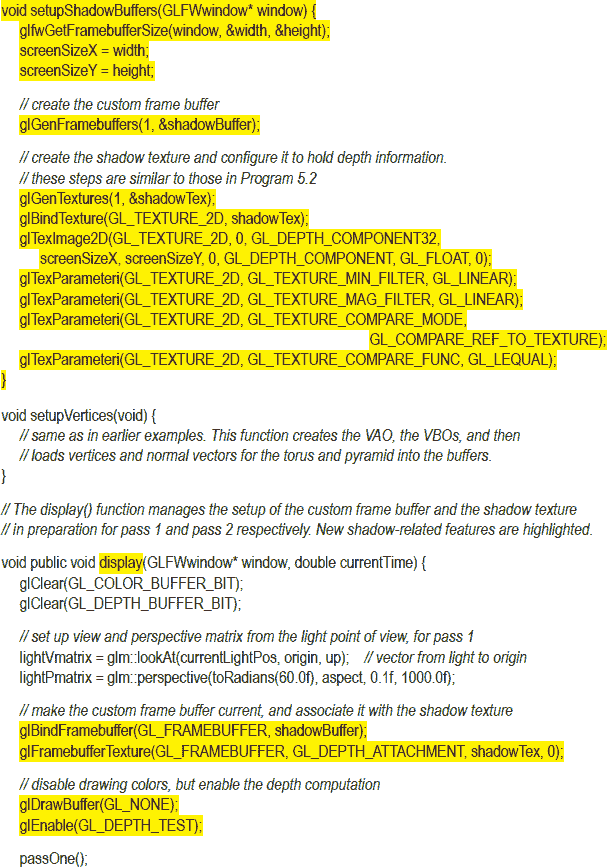 void setupShadowBuffers(GLFWwindow* window) {
glfwGetFramebufferSize(window, &width, &height);
screenSizeX = width;
screenSizeY = height;
// create the custom frame buffer
glGenFramebuffers(1, &shadowBuffer);
// create the shadow texture and configure it to hold depth information.
// these steps are similar to those in Program 5.2
glGenTextures(1, &shadowTex);
glBindTexture(GL_TEXTURE_2D, shadowTex);
glTexImage2D(GL_TEXTURE_2D, 0, GL_DEPTH_COMPONENT32,
screenSizeX, screenSizeY, 0, GL_DEPTH_COMPONENT, GL_FLOAT, 0);
glTexParameteri(GL_TEXTURE_2D, GL_TEXTURE_MIN_FILTER, GL_LINEAR);
glTexParameteri(GL_TEXTURE_2D, GL_TEXTURE_MAG_FILTER, GL_LINEAR);
glTexParameteri(GL_TEXTURE_2D, GL_TEXTURE_COMPARE_MODE,
GL_COMPARE_REF_TO_TEXTURE);
glTexParameteri(GL_TEXTURE_2D, GL_TEXTURE_COMPARE_FUNC, GL_LEQUAL);
}
void setupVertices(void) {
// same as in earlier examples. This function creates the VAO, the VBOs, and then
// loads vertices and normal vectors for the torus and pyramid into the buffers.
}
// The display() function manages the setup of the custom frame buffer and the shadow texture
// in preparation for pass 1 and pass 2 respectively. New shadow-related features are highlighted.
void public void display(GLFWwindow* window, double currentTime) {
glClear(GL_COLOR_BUFFER_BIT);
glClear(GL_DEPTH_BUFFER_BIT);
// set up view and perspective matrix from the light point of view, for pass 1
lightVmatrix = glm::lookAt(currentLightPos, origin, up); // vector from light to origin
lightPmatrix = glm::perspective(toRadians(60.0f), aspect, 0.1f, 1000.0f);
// make the custom frame buffer current, and associate it with the shadow texture
glBindFramebuffer(GL_FRAMEBUFFER, shadowBuffer);
glFramebufferTexture(GL_FRAMEBUFFER, GL_DEPTH_ATTACHMENT, shadowTex, 0);
// disable drawing colors, but enable the depth computation
glDrawBuffer(GL_NONE);
glEnable(GL_DEPTH_TEST);
passOne();